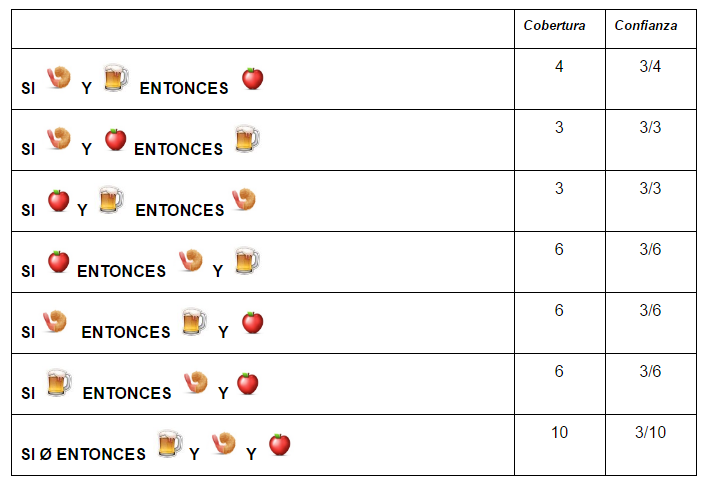 Cobertura Confianza
SI Y ENTONCES 4 3/4
SI Y ENTONCES 3 3/3
SI Y ENTONCES 3 3/3
SI ENTONCES Y 6 3/6
SI ENTONCES Y 6 3/6
SI ENTONCES Y 6 3/6
SI Ø ENTONCES Y Y 10 3/10